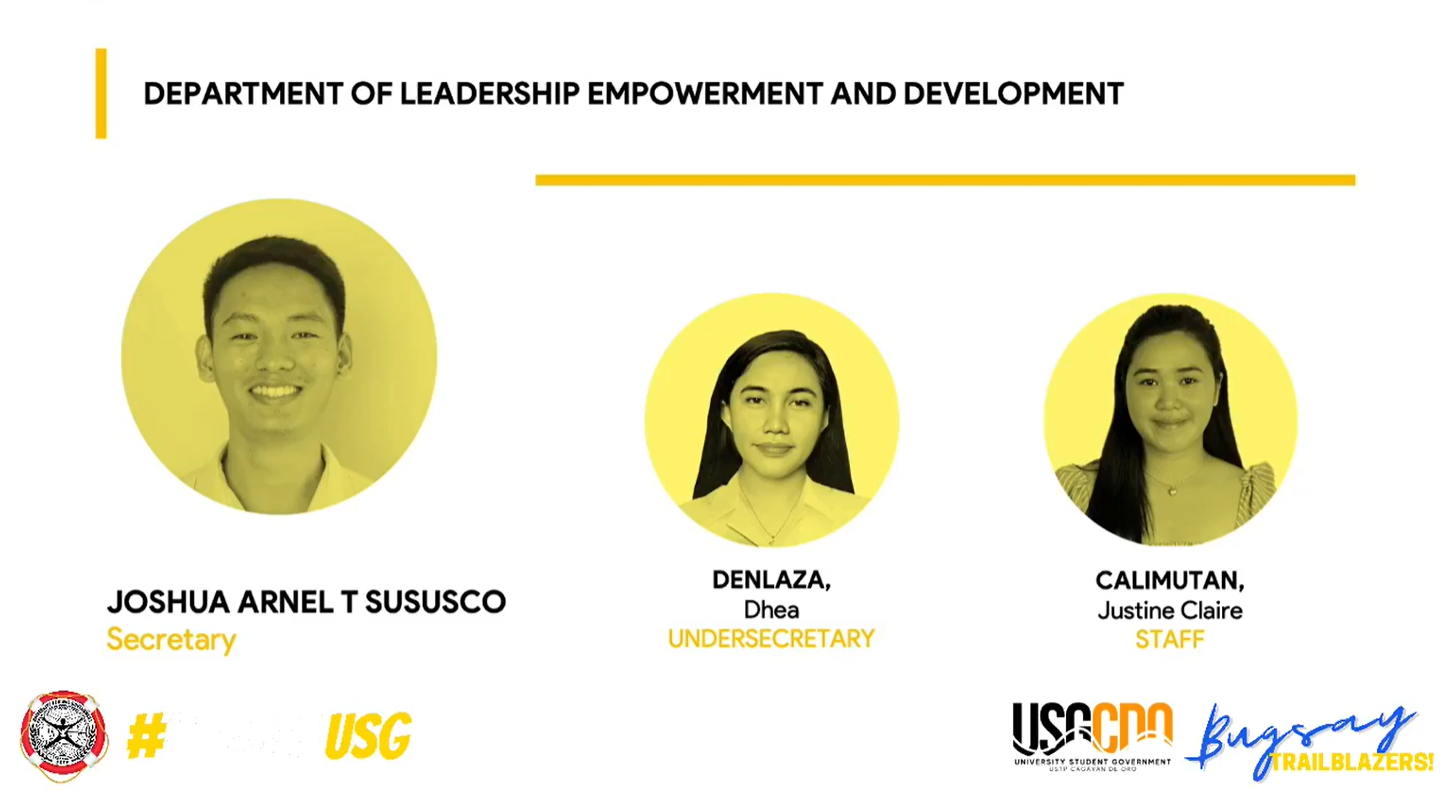 DEPARTMENT OF LEADERSHIP EMPOWERMENT AND DEVELOPMENT
JOSHUA ARNEL T SUSUSCO
Secretary
DENLAZA,
Dhea
UNDERSECRETARY
CALIMUTAN,
Justine Claire
STAFF
# USG
USGCDO
UNIVERSITY STUDENT GOVERNMENT
USTP CAGAYAN DE ORO
Bugsay
TRAILBLAZERS!